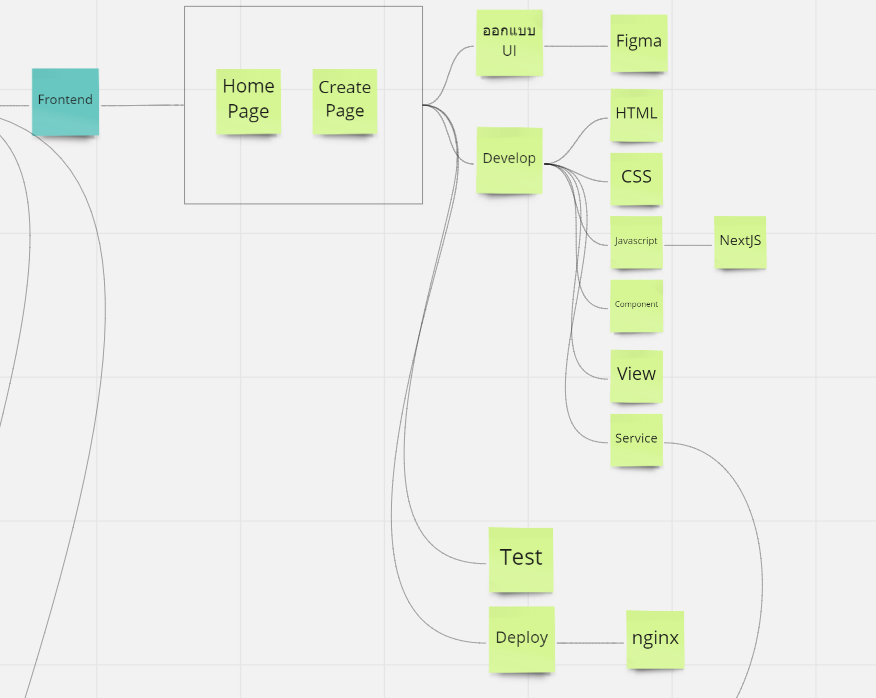 Frontend
Home
Page
Create
Page
ออกแบบ
UI
Figma
Develop
HTML
CSS
Javascript
NextJS
Component
View
Service
Test
Deploy
nginx